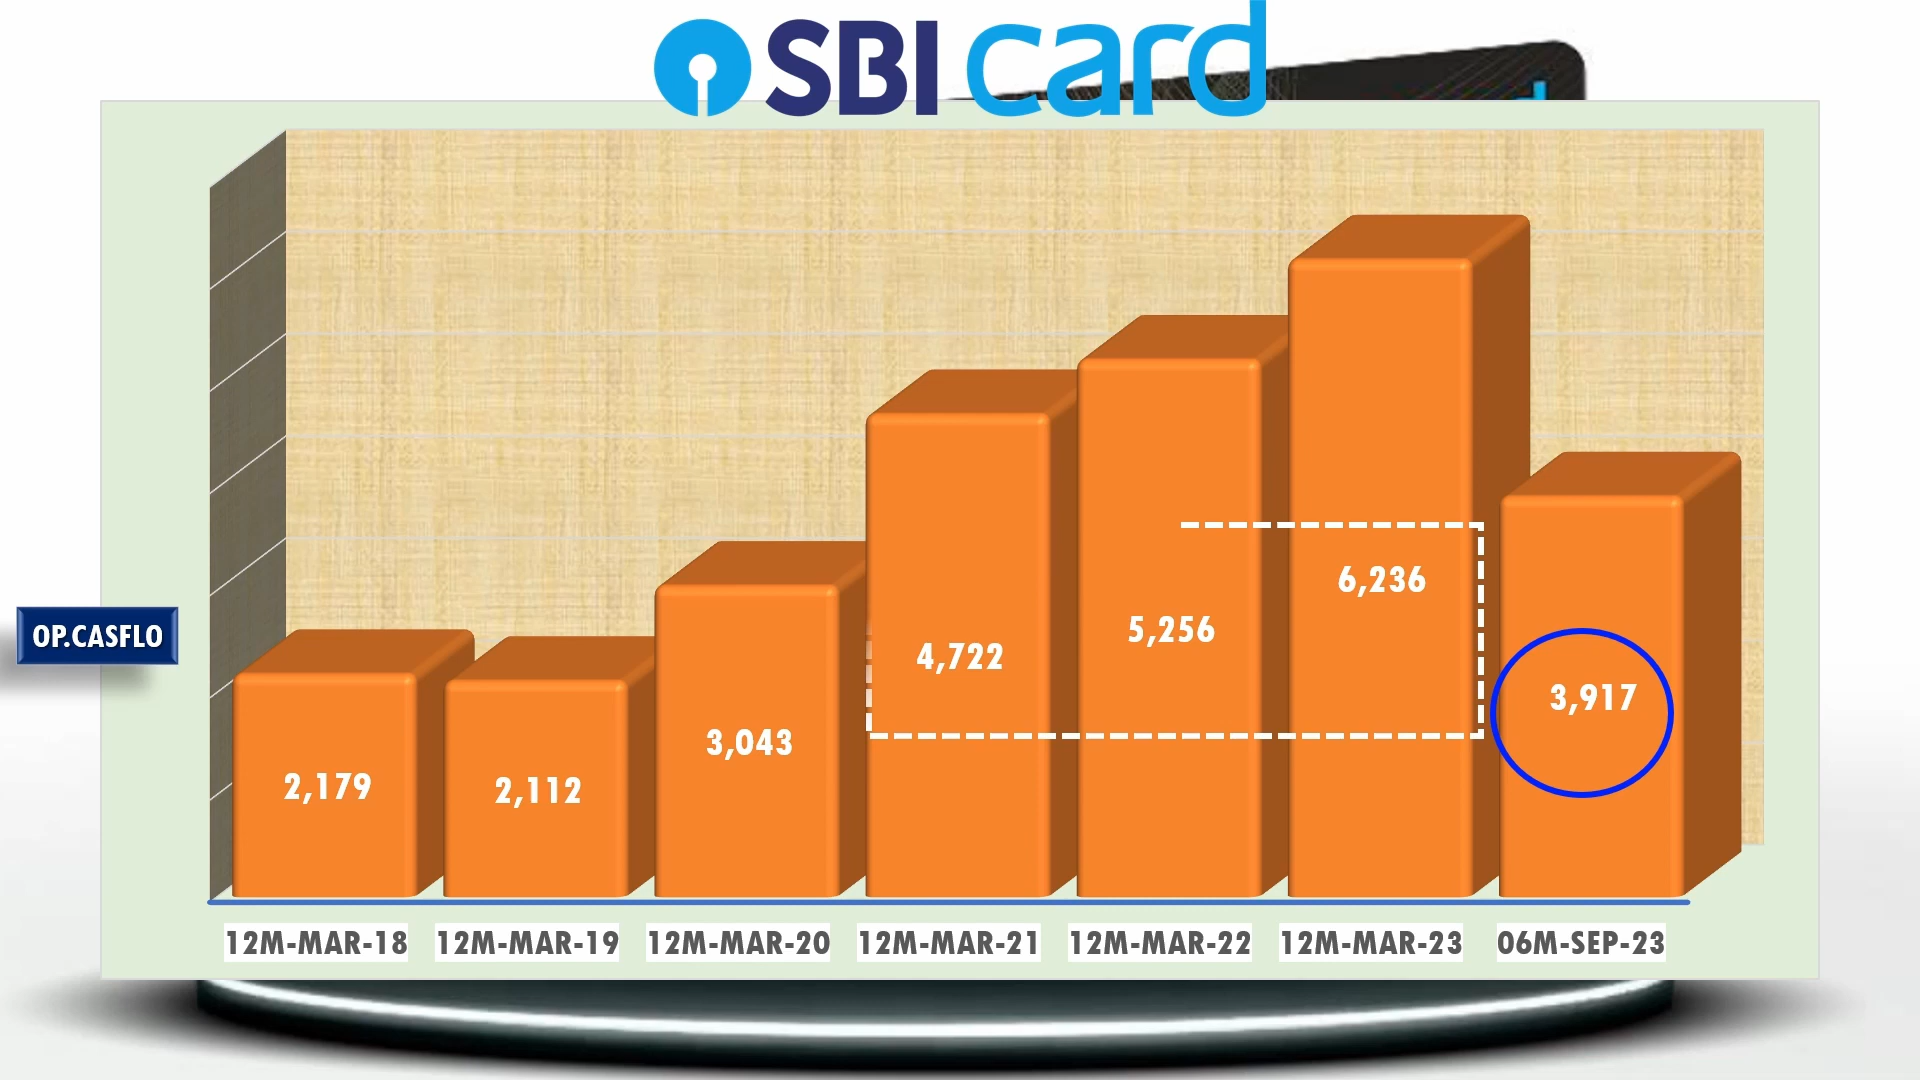 SBI card
OP.CASFLO
2,179
2,112
3,043
4,722
5,256
6,236
3,917
12M-MAR-18
12M-MAR-19
12M-MAR-20
12M-MAR-21
12M-MAR-22
12M-MAR-23
06M-SEP-23